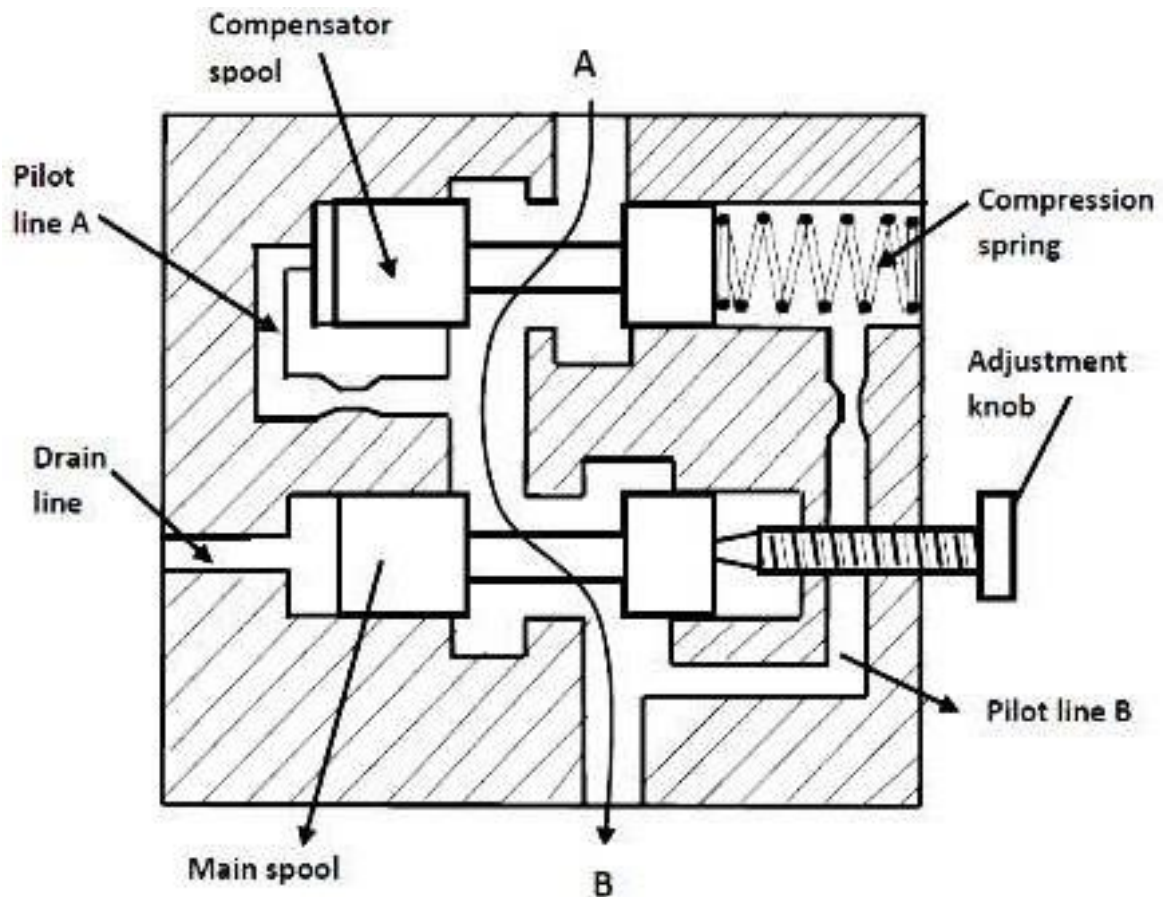 Compensator
spool
A
Pilot
line A
Compression
spring
Adjustment
knob
Drain
line
Pilot line B
Main spool
B